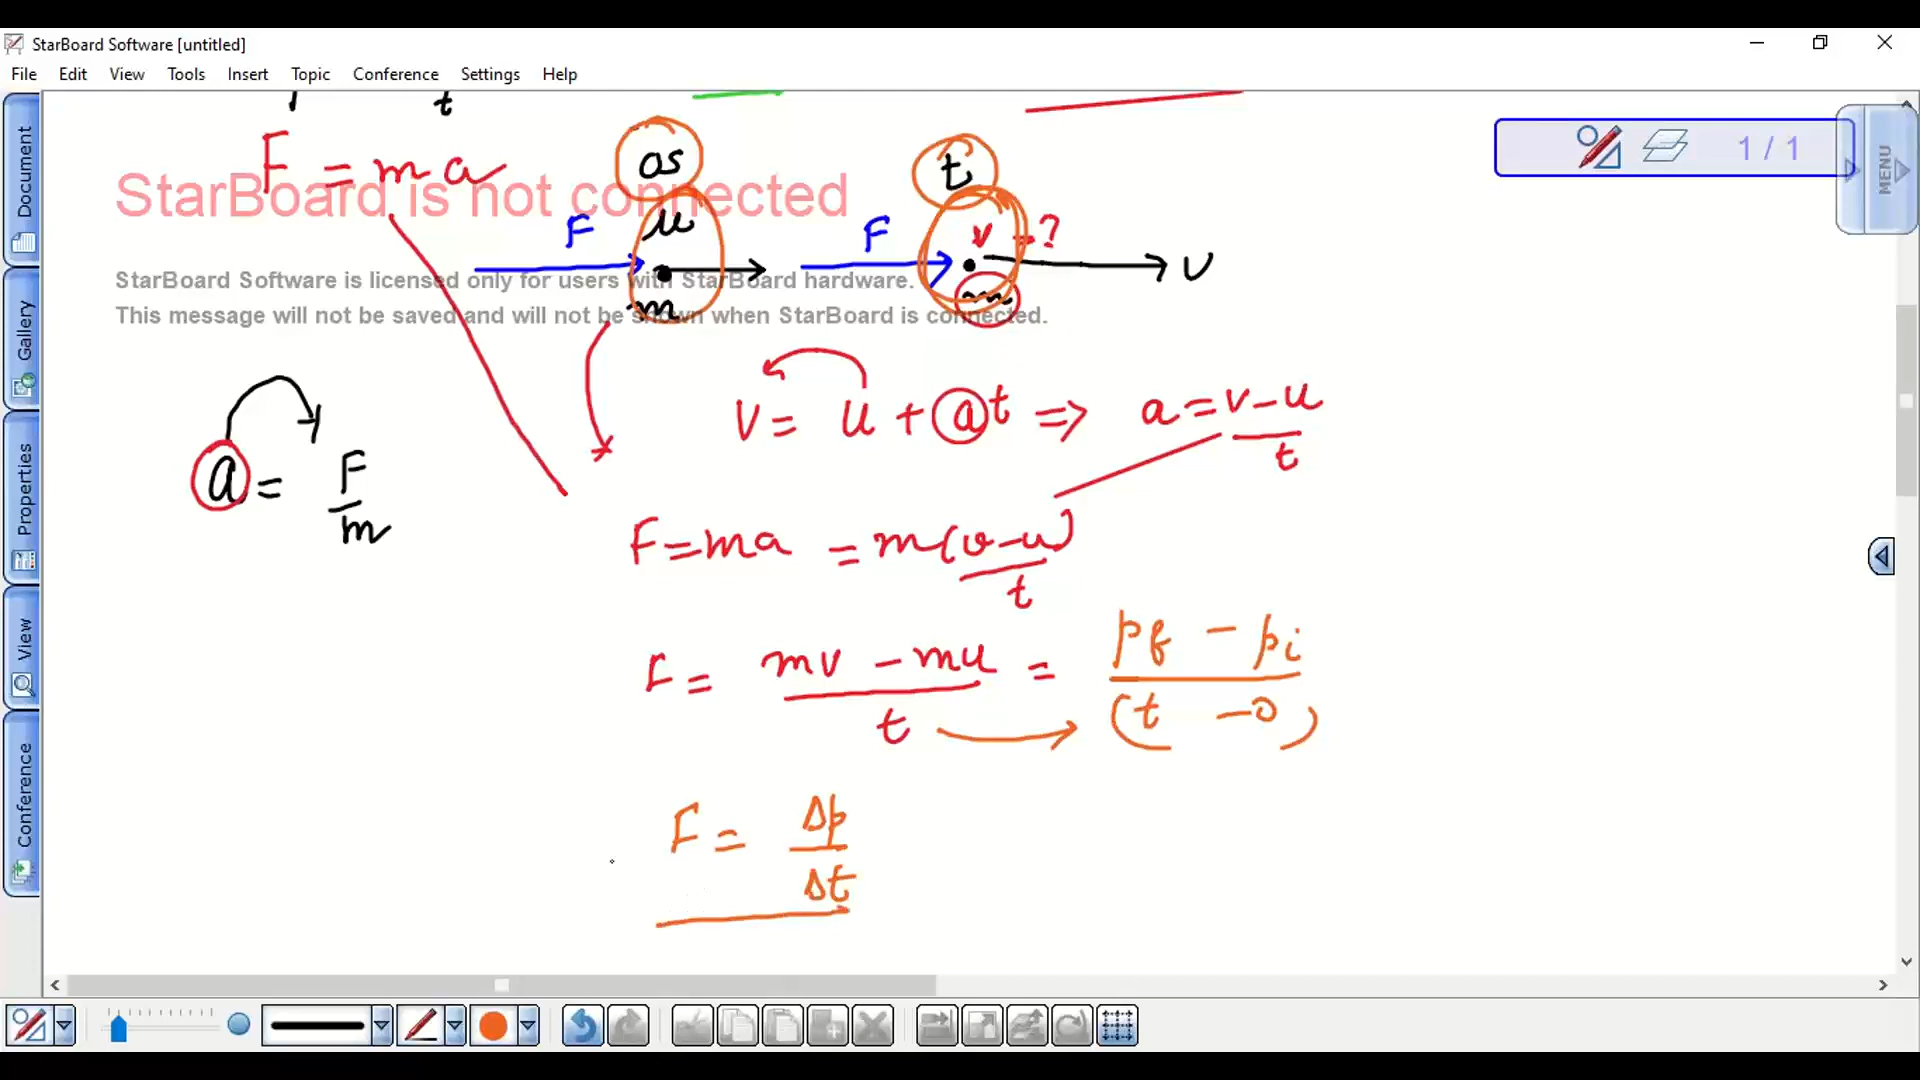 StarBoard Software [untitled]
File Edit View Tools Insert Topic Conference Settings Help
Document
Gallery
Properties
View
Conference
1 / 1
MENU
t
F = ma
StarBoard is not connected
StarBoard Software is licensed only for users with StarBoard hardware.
This message will not be saved and will not be shown when StarBoard is connected.
0s t
F u F v = ?
m m v
v = u + at => a = v - u
t
a = F
m
F = ma = m(v - u)
t
F = mv - mu = pf - pi
t (t - 0)
F = Δp
Δt